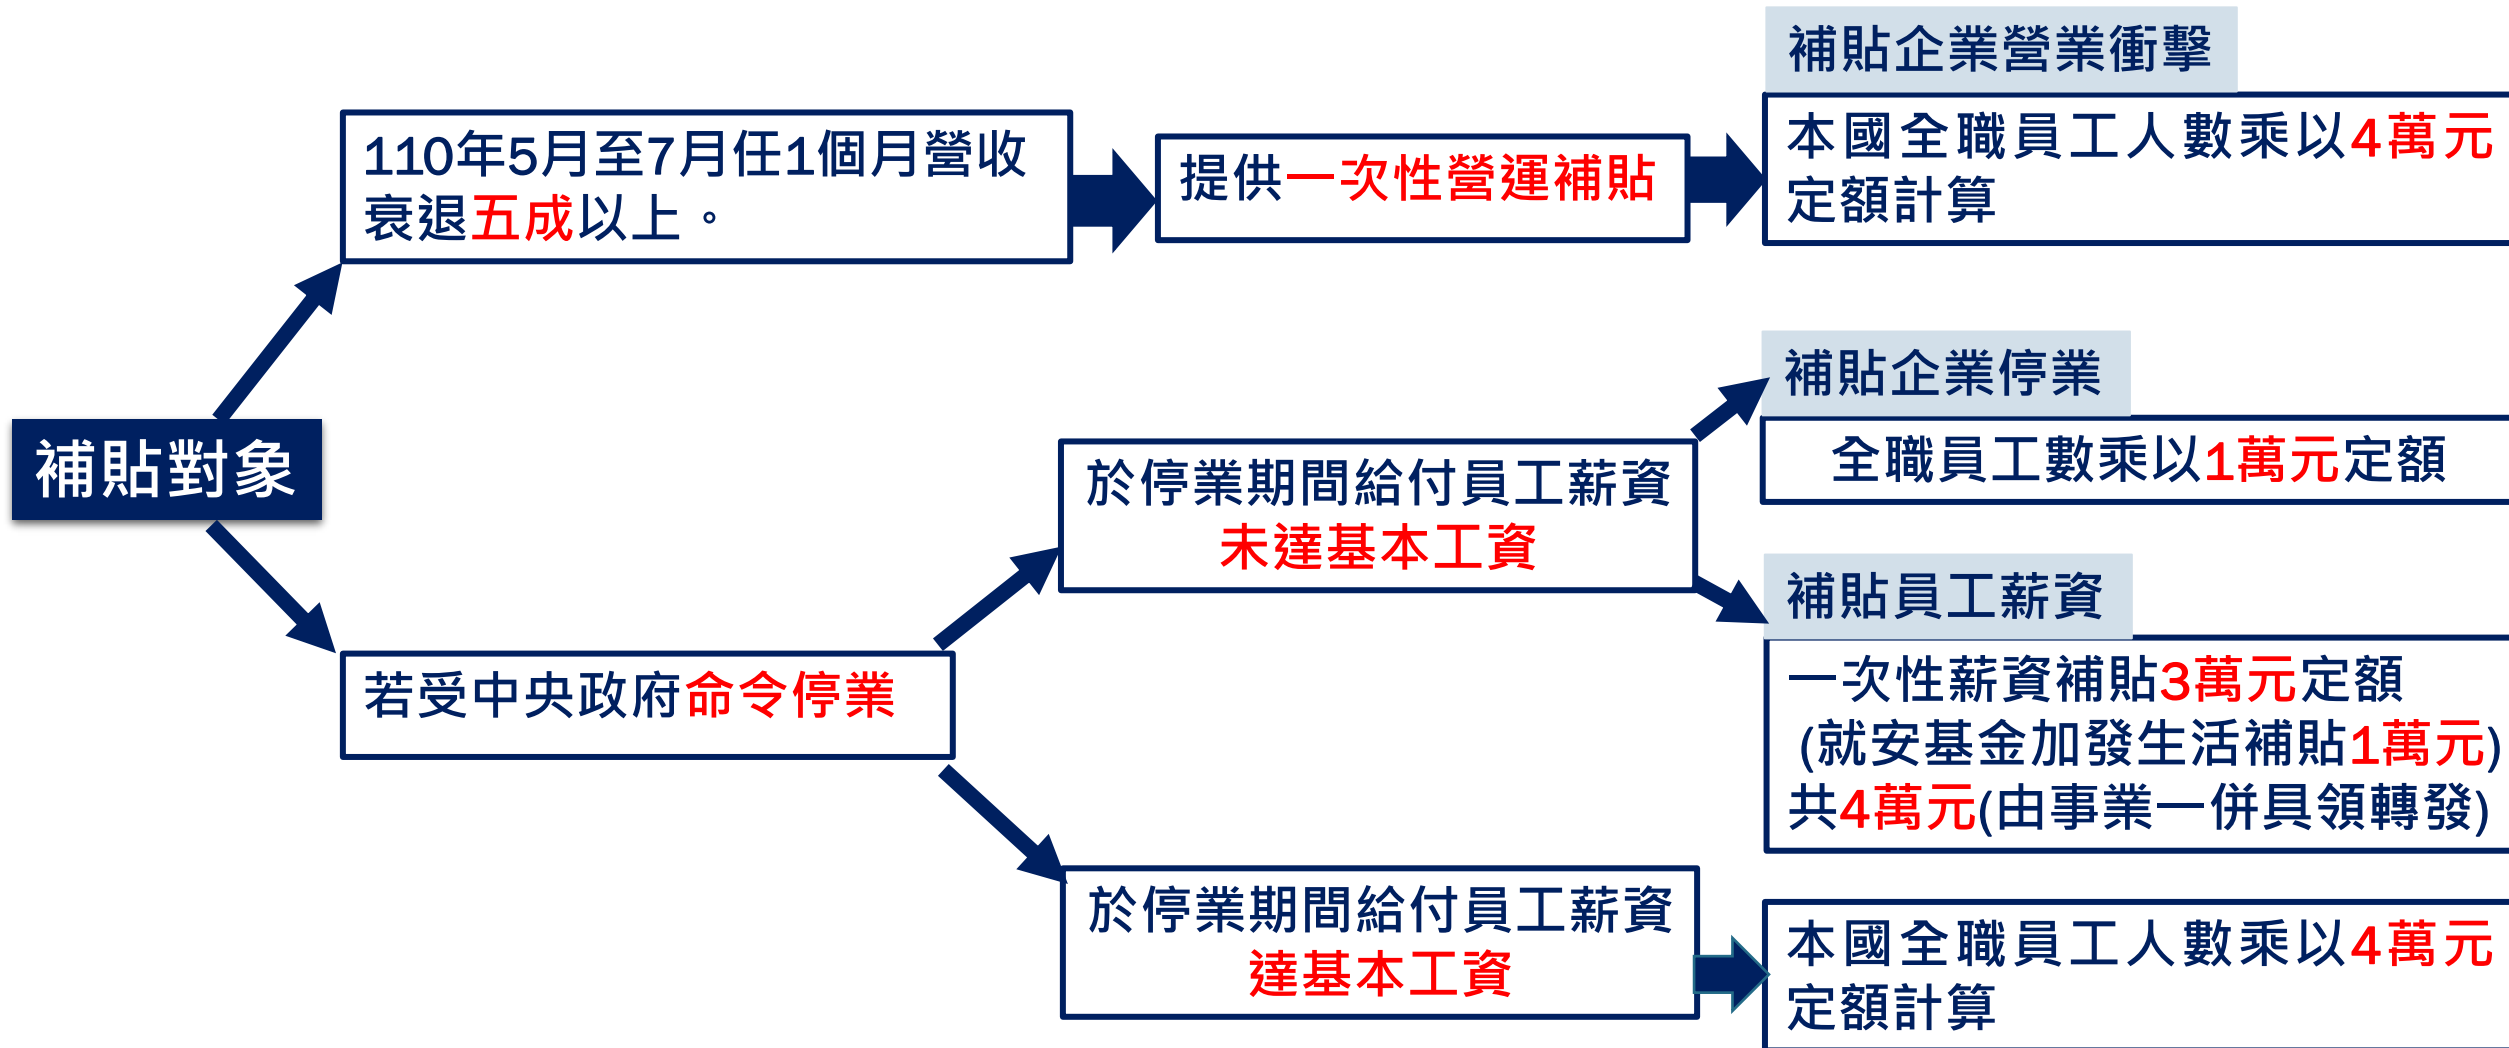 補貼對象
110年5月至7月任1個月營收
衰退五成以上。
提供一次性營運補貼
補貼企業營業衝擊
本國全職員工人數乘以4萬元
定額計算
若受中央政府命令停業
於停業期間給付員工薪資
未達基本工資
補貼企業停業
全職員工數乘以1萬元定額
補貼員工薪資
一次性薪資補貼3萬元定額
(就安基金加發生活補貼1萬元)
共4萬元(由事業一併具領轉發)
於停業期間給付員工薪資
達基本工資
本國全職員工人數乘以4萬元
定額計算